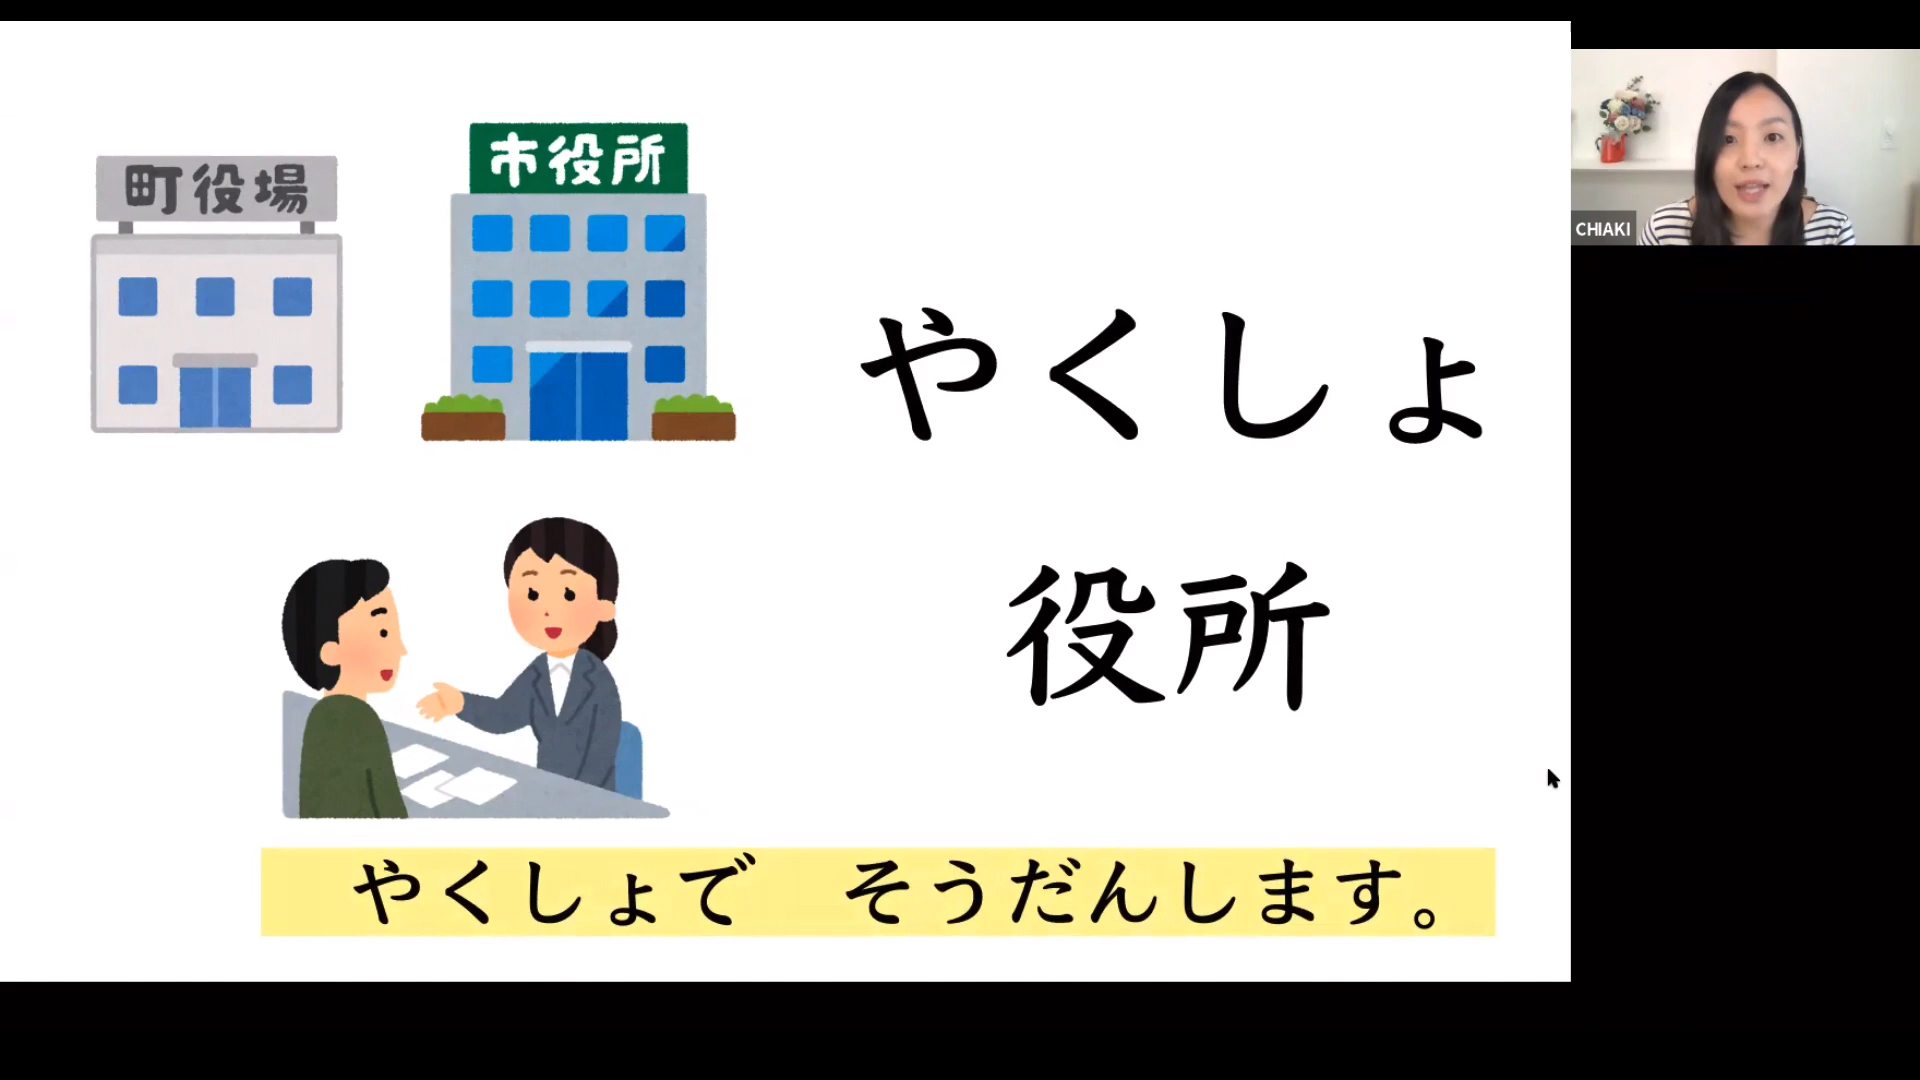 町役場
市役所
やくしょ
役所
やくしょで　そうだんします。
CHIAKI